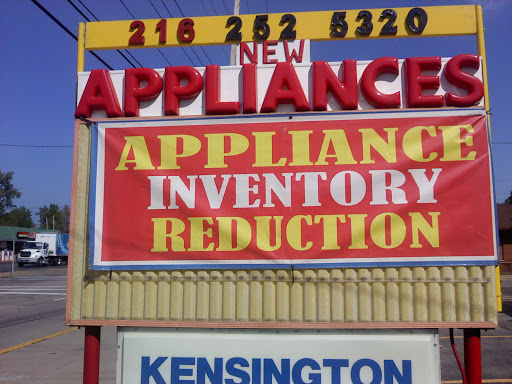 216 252 5320
NEW
APPLIANCES
APPLIANCE
INVENTORY
REDUCTION
KENSINGTON